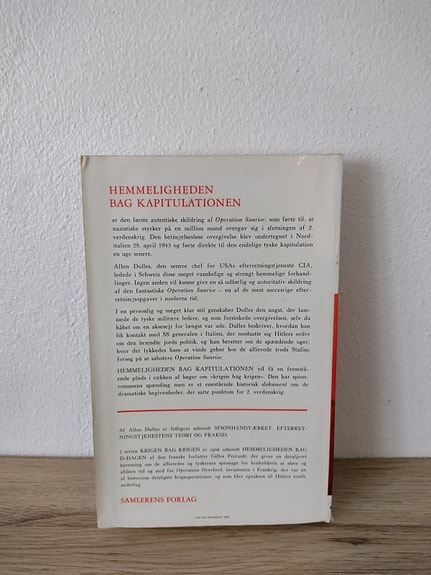 HEMMELIGHEDEN
BAG KAPITULATIONEN
er den første autentiske skildring af Operation Sunrise, som førte til, at
nazistiske styrker på en million mand overgav sig i slutningen af 2.
verdenskrig. Den betingelsesløse overgivelse blev undertegnet i Nord-
italien 29. april 1945 og førte direkte til den endelige tyske kapitulation
en uge senere.
Allen Dulles, den senere chef for USAs efterretningstjeneste CIA,
ledede i Schweiz disse meget vanskelige og strengt hemmelige forhand-
linger. Ingen anden vil kunne give en så udførlig og autoritativ skildring
af den fantastiske Operation Sunrise – en af de mest succesrige efter-
retningsopgaver i moderne tid.
I en personlig og meget klar stil genskaber Dulles den angst, der lam-
mede de tyske militære ledere, og som forsinkede overgivelsen, selv da
håbet om en aksesejr for længst var ude. Dulles beskriver, hvordan han
fik kontakt med SS generalen i Italien, der modsatte sig Hitlers ordre
om den brændte jords politik, og han beretter om de spændende uger,
hvor det lykkedes ham at vinde gehør hos de allierede trods Stalins
forsøg på at sabotere Operation Sunrise.
HEMMELIGHEDEN BAG KAPITULATIONEN vil få en fremstå-
ende plads i rækken af bøger om «krigen bag krigen». Den har spion-
romanens spænding men er et enestående historisk dokument om de
dramatiske begivenheder, der satte punktum for 2. verdenskrig.
Af Allen Dulles er tidligere udsendt SPIONHANDVÆRKET. EFTERRET-
NINGSTJENESTENS TEORI OG PRAKSIS.
I serien KRIGEN BAG KRIGEN er også udsendt HEMMELIGHEDEN BAG
D-DAGEN af den franske forfatter Gilles Perrault, der giver en detaljeret
beretning om de allieredes og tyskernes spionage for henholdsvis at sløre og
afsløre tid og sted for Operation Overlord, invasionen i Frankrig, der var en
af historiens dristigste krigsoperationer, og som blev optakten til Hitlers totale
nederlag.
SAMLERENS FORLAG